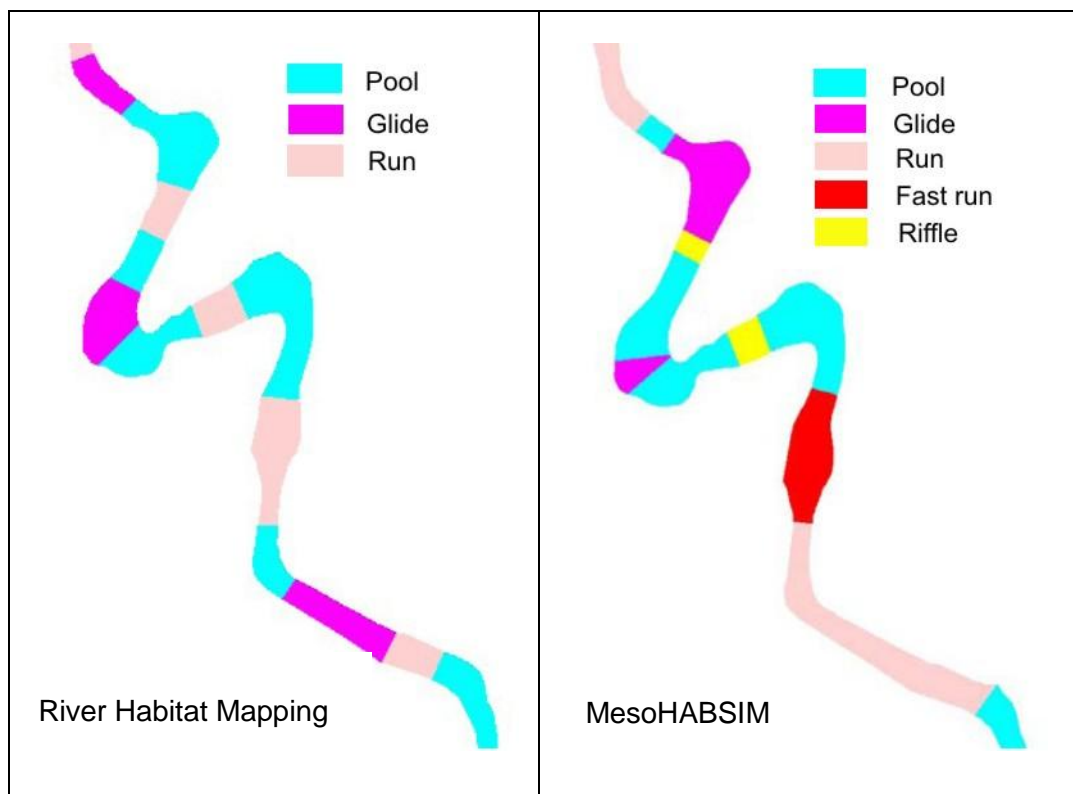 Pool
Glide
Run
River Habitat Mapping
Pool
Glide
Run
Fast run
Riffle
MesoHABSIM